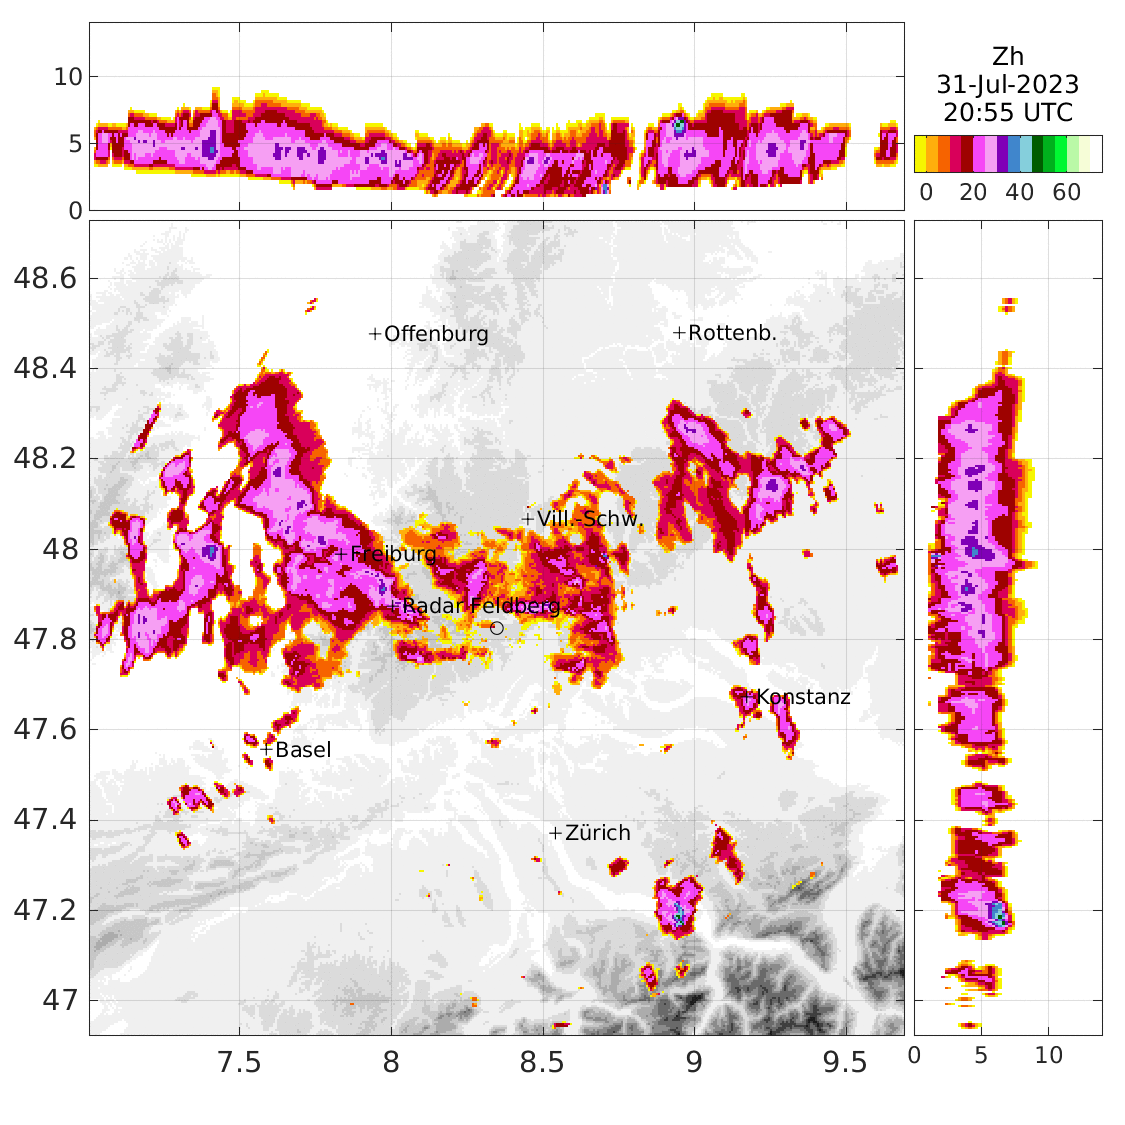 Zh
31-Jul-2023
20:55 UTC
0 20 40 60
10
5
0
48.6
48.4
48.2
48
47.8
47.6
47.4
47.2
47
Offenburg
Rottenb.
Vill.-Schw.
Freiburg
Radar Feldberg
Konstanz
Basel
Zürich
7.5 8 8.5 9 9.5
0 5 10